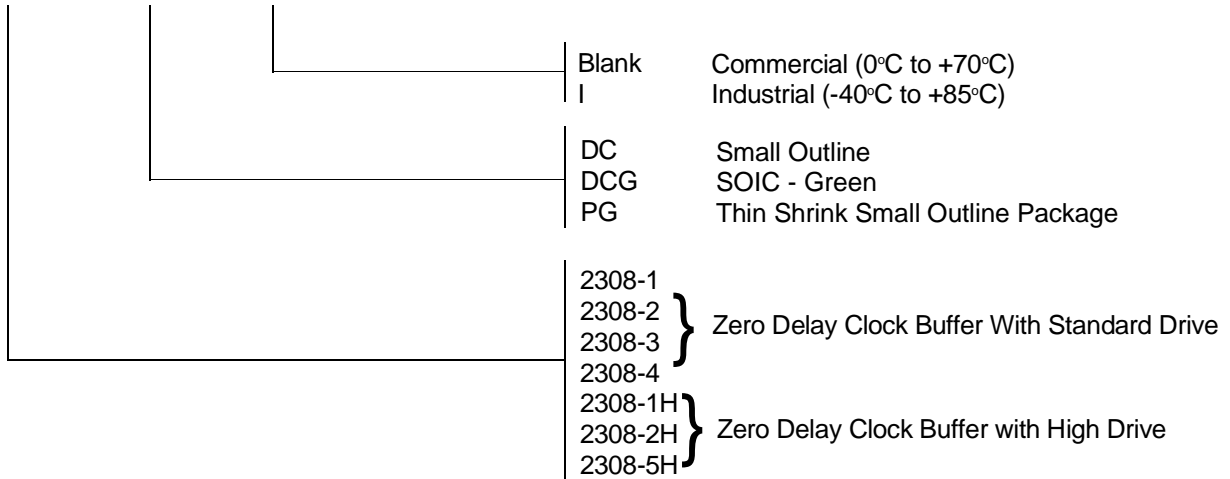 Blank Commercial (0°C to +70°C)
I Industrial (-40°C to +85°C)
DC Small Outline
DCG SOIC - Green
PG Thin Shrink Small Outline Package
2308-1
2308-2
2308-3
2308-4
Zero Delay Clock Buffer With Standard Drive
2308-1H
2308-2H
2308-5H
Zero Delay Clock Buffer with High Drive